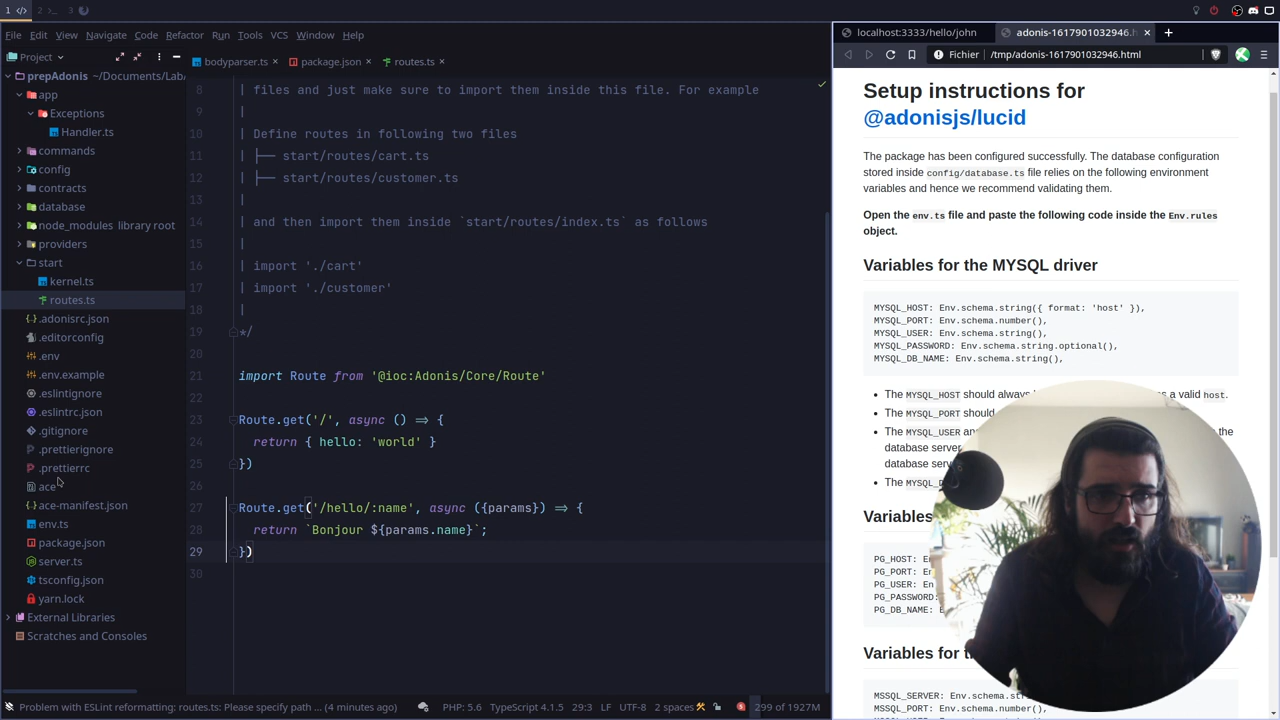 1 </> 2 >_ 3
File Edit View Navigate Code Refactor Run Tools VCS Window Help
Project
bodyparser.ts × package.json × routes.ts ×
prepAdonis ~/Documents/Lab
app
Exceptions
Handler.ts
commands
config
contracts
database
node_modules library root
providers
start
kernel.ts
routes.ts
.adonisrc.json
.editorconfig
.env
.env.example
.eslintignore
.eslintrc.json
.gitignore
.prettierignore
.prettierrc
ace
ace-manifest.json
env.ts
package.json
server.ts
tsconfig.json
yarn.lock
External Libraries
Scratches and Consoles
8 | files and just make sure to import them inside this file. For example
9 |
10 | Define routes in following two files
11 | ├── start/routes/cart.ts
12 | ├── start/routes/customer.ts
13 |
14 | and then import them inside `start/routes/index.ts` as follows
15 |
16 | import './cart'
17 | import './customer'
18 |
19 */
20
21 import Route from '@ioc:Adonis/Core/Route'
22
23 Route.get('/', async () => {
24 return { hello: 'world' }
25 })
26
27 Route.get('/hello/:name', async ({params}) => {
28 return `Bonjour ${params.name}`;
29 })
30
Problem with ESLint reformatting: routes.ts: Please specify path ... (4 minutes ago) PHP: 5.6 TypeScript 4.1.5 29:3 LF UTF-8 2 spaces 299 of 1927M
localhost:3333/hello/john adonis-1617901032946.h × +
Fichier /tmp/adonis-1617901032946.html
Setup instructions for
@adonisjs/lucid
The package has been configured successfully. The database configuration
stored inside config/database.ts file relies on the following environment
variables and hence we recommend validating them.
Open the env.ts file and paste the following code inside the Env.rules
object.
Variables for the MYSQL driver
MYSQL_HOST: Env.schema.string({ format: 'host' }),
MYSQL_PORT: Env.schema.number(),
MYSQL_USER: Env.schema.string(),
MYSQL_PASSWORD: Env.schema.string.optional(),
MYSQL_DB_NAME: Env.schema.string(),
• The MYSQL_HOST should always a valid host.
• The MYSQL_PORT should
• The MYSQL_USER the
database server
database
• The
Variables
PG_HOST:
PG_PORT:
PG_USER:
PG_PASSWORD:
PG_DB_NAME:
Variables for
MSSQL_SERVER: Env.schema
MSSQL_PORT: Env.schema.number(),